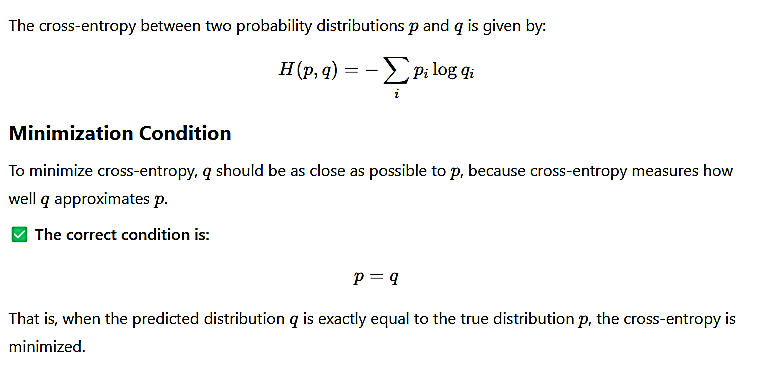 The cross-entropy between two probability distributions p and q is given by:
H(p, q) = − ∑_i p_i log q_i
Minimization Condition
To minimize cross-entropy, q should be as close as possible to p, because cross-entropy measures how
well q approximates p.
✅ The correct condition is:
p = q
That is, when the predicted distribution q is exactly equal to the true distribution p, the cross-entropy is
minimized.